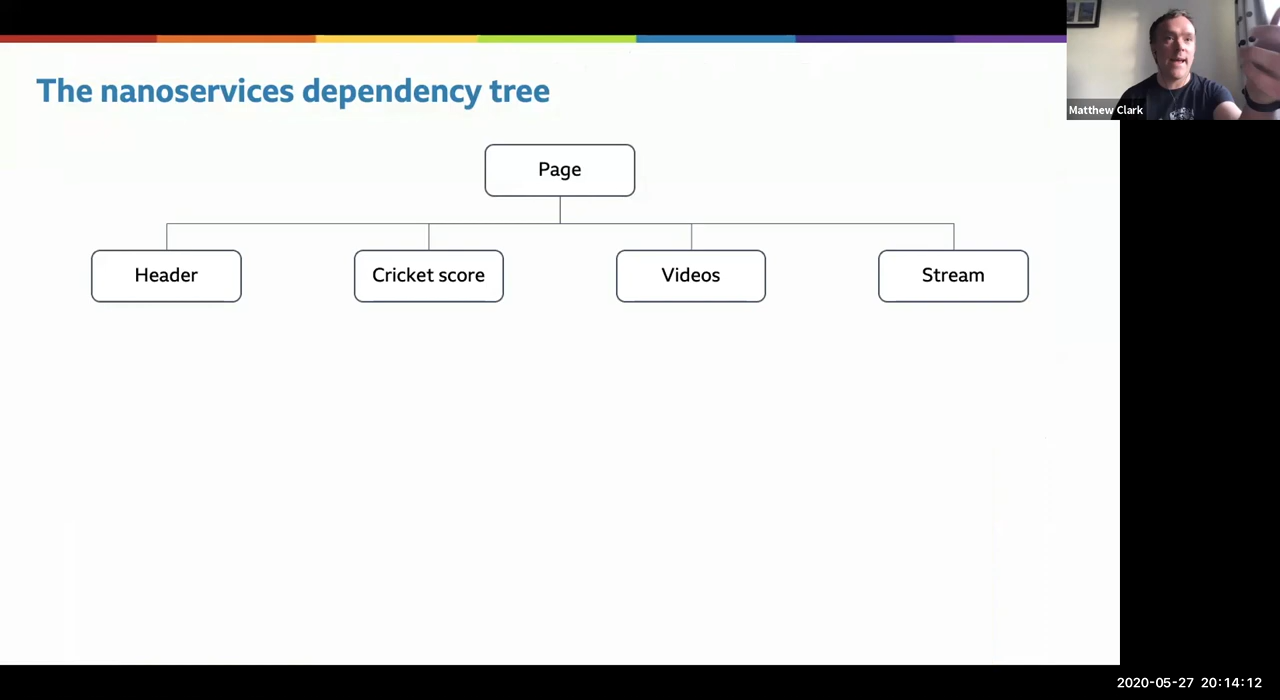 The nanoservices dependency tree
Matthew Clark
Page
Header
Cricket score
Videos
Stream
2020-05-27 20:14:12